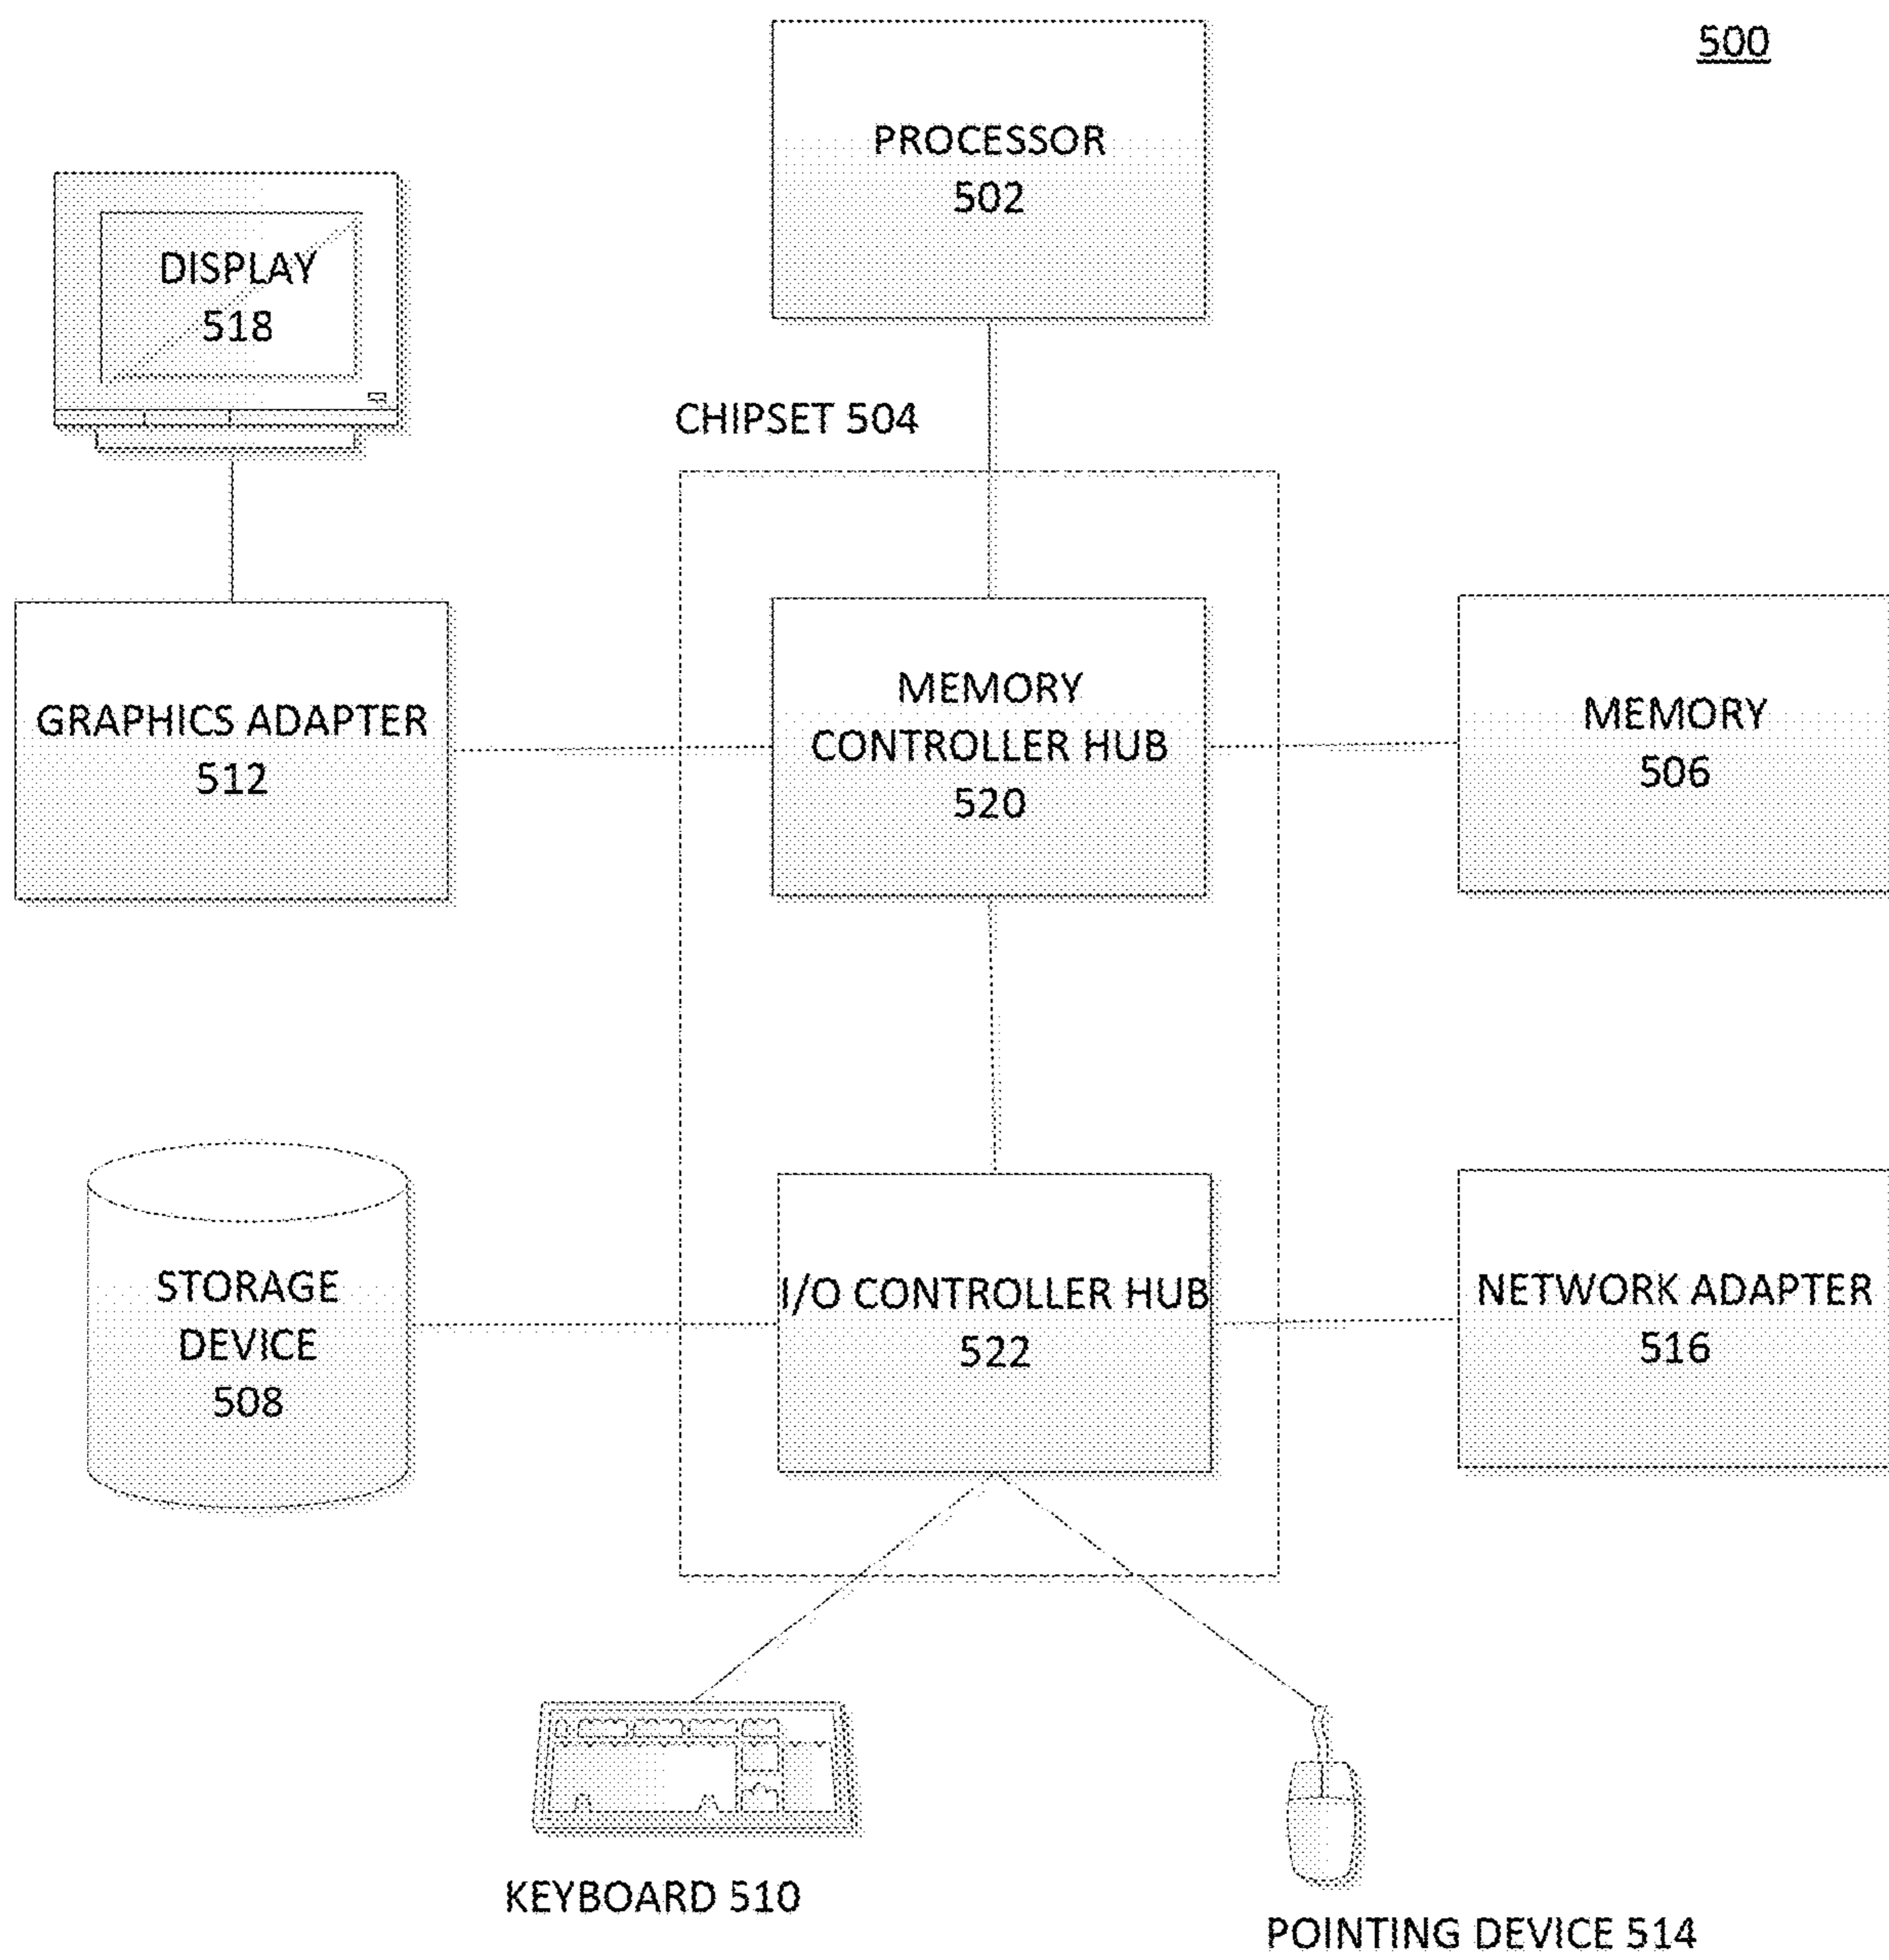 500
PROCESSOR
502
DISPLAY
518
CHIPSET 504
GRAPHICS ADAPTER
512
MEMORY
CONTROLLER HUB
520
MEMORY
506
STORAGE
DEVICE
508
I/O CONTROLLER HUB
522
NETWORK ADAPTER
516
KEYBOARD 510
POINTING DEVICE 514